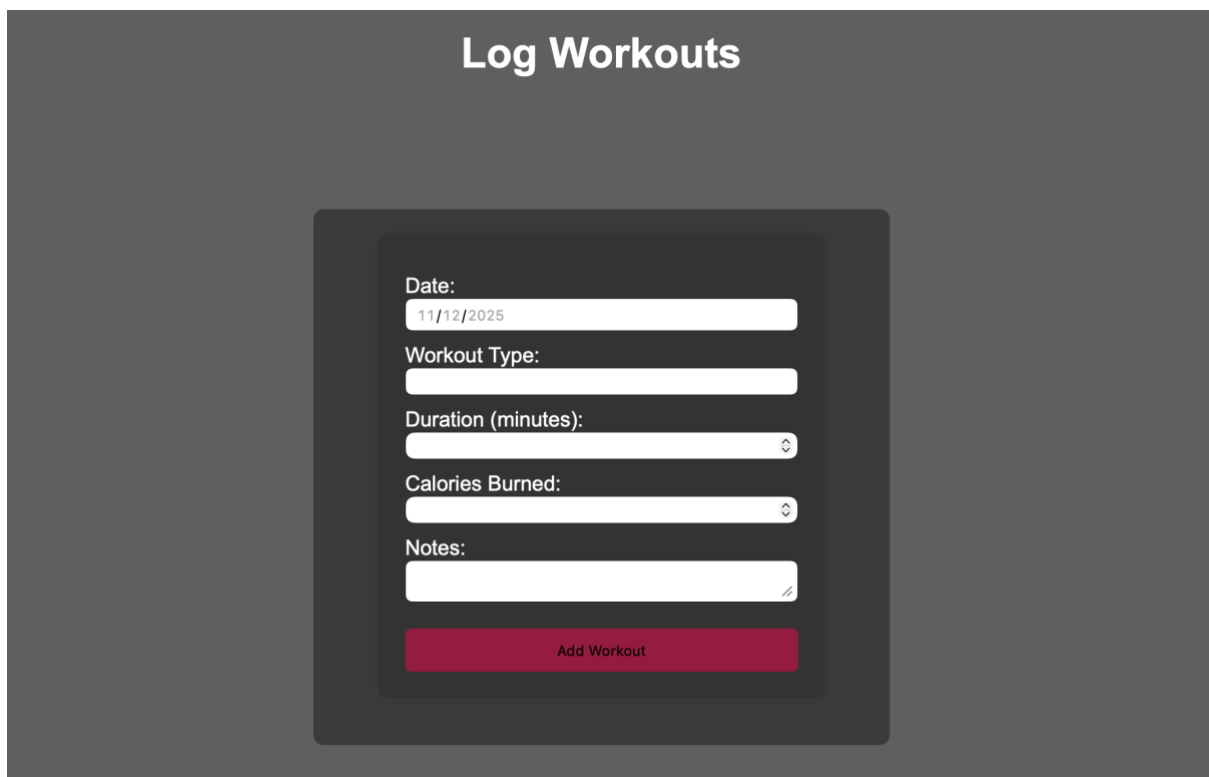 Log Workouts
Date:
11/12/2025
Workout Type:
Duration (minutes):
Calories Burned:
Notes:
Add Workout